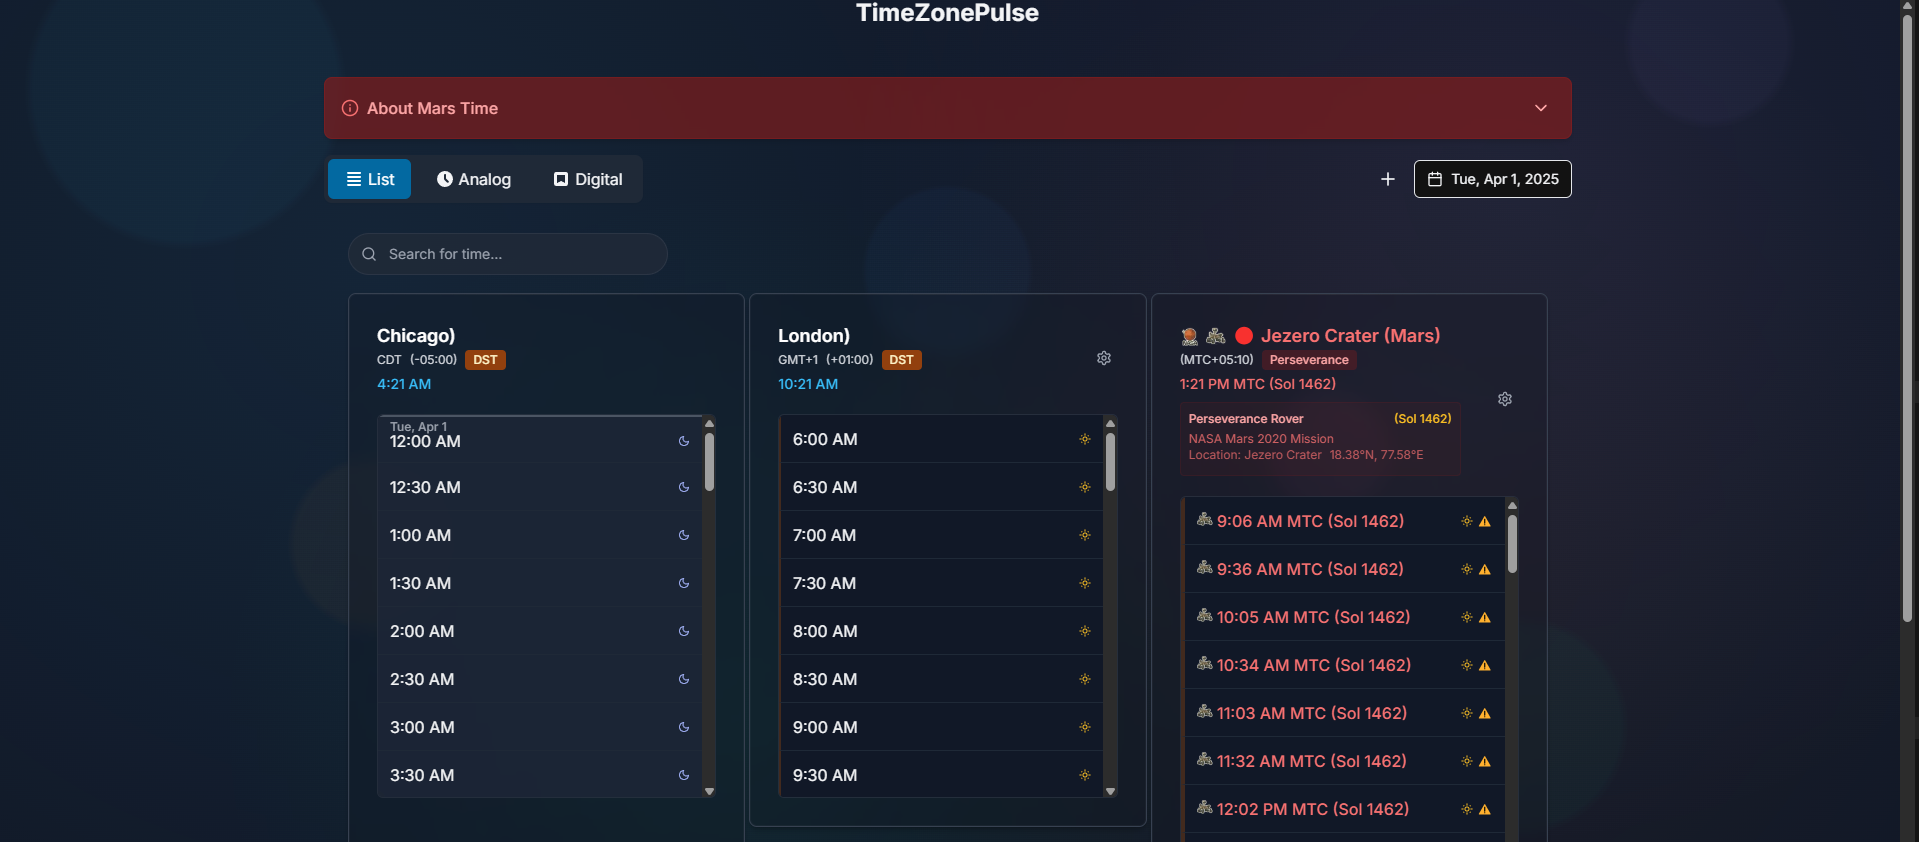 TimeZonePulse
About Mars Time
List
Analog
Digital
Tue, Apr 1, 2025
Search for time...
Chicago)
CDT (-05:00) DST
4:21 AM
Tue, Apr 1
12:00 AM
12:30 AM
1:00 AM
1:30 AM
2:00 AM
2:30 AM
3:00 AM
3:30 AM
London)
GMT+1 (+01:00) DST
10:21 AM
6:00 AM
6:30 AM
7:00 AM
7:30 AM
8:00 AM
8:30 AM
9:00 AM
9:30 AM
Jezero Crater (Mars)
(MTC+05:10) Perseverance
1:21 PM MTC (Sol 1462)
Perseverance Rover (Sol 1462)
NASA Mars 2020 Mission
Location: Jezero Crater 18.38°N, 77.58°E
9:06 AM MTC (Sol 1462)
9:36 AM MTC (Sol 1462)
10:05 AM MTC (Sol 1462)
10:34 AM MTC (Sol 1462)
11:03 AM MTC (Sol 1462)
11:32 AM MTC (Sol 1462)
12:02 PM MTC (Sol 1462)